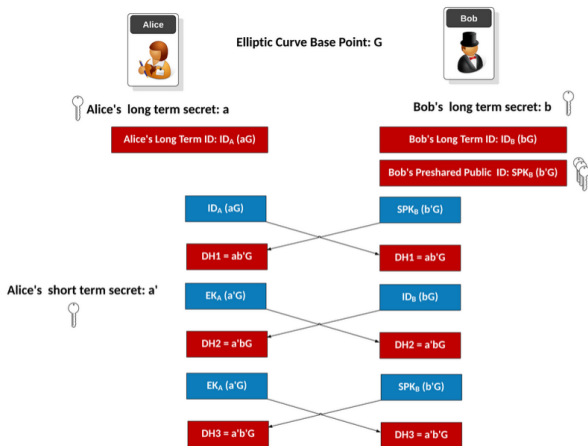 Alice
Bob
Elliptic Curve Base Point: G
Alice's long term secret: a
Bob's long term secret: b
Alice's Long Term ID: IDA (aG)
Bob's Long Term ID: IDB (bG)
Bob's Preshared Public ID: SPKB (b'G)
IDA (aG)
SPKB (b'G)
DH1 = ab'G
DH1 = ab'G
Alice's short term secret: a'
EKA (a'G)
IDB (bG)
DH2 = a'bG
DH2 = a'bG
EKA (a'G)
SPKB (b'G)
DH3 = a'b'G
DH3 = a'b'G